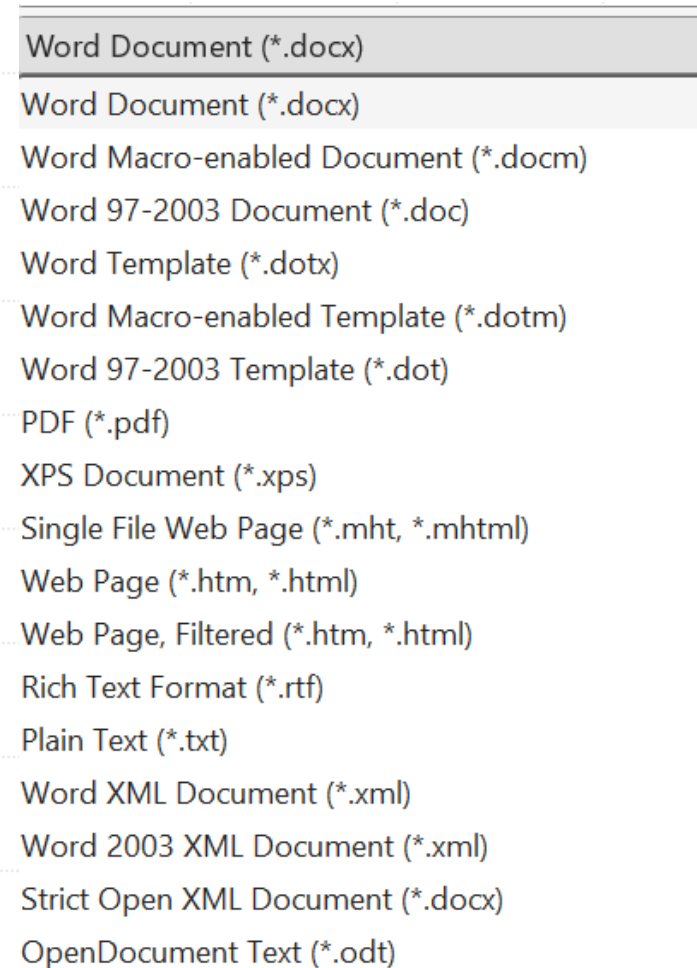 Word Document (*.docx)
Word Document (*.docx)
Word Macro-enabled Document (*.docm)
Word 97-2003 Document (*.doc)
Word Template (*.dotx)
Word Macro-enabled Template (*.dotm)
Word 97-2003 Template (*.dot)
PDF (*.pdf)
XPS Document (*.xps)
Single File Web Page (*.mht, *.mhtml)
Web Page (*.htm, *.html)
Web Page, Filtered (*.htm, *.html)
Rich Text Format (*.rtf)
Plain Text (*.txt)
Word XML Document (*.xml)
Word 2003 XML Document (*.xml)
Strict Open XML Document (*.docx)
OpenDocument Text (*.odt)